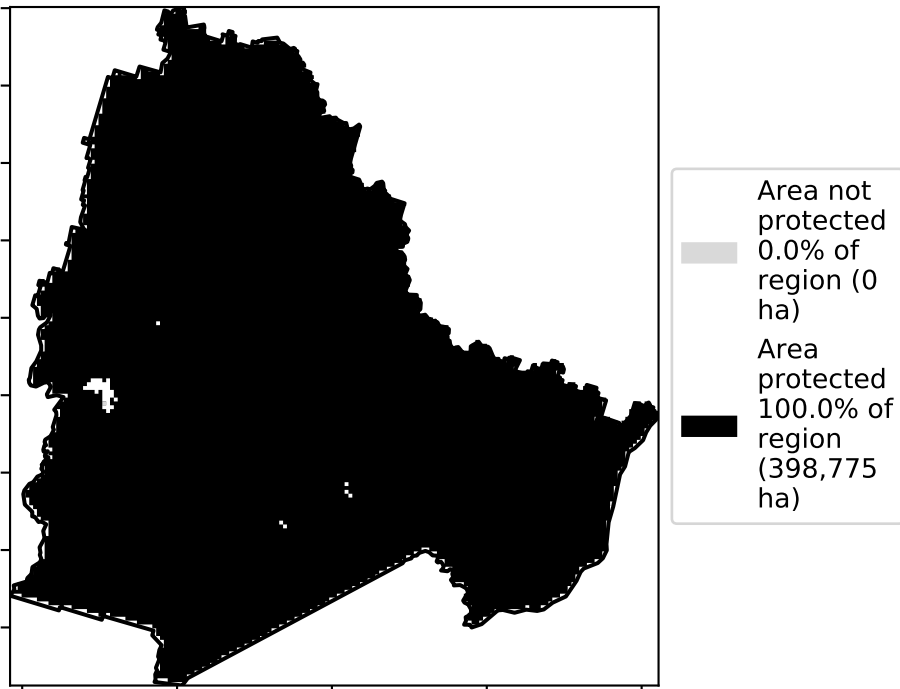 Area not
protected
0.0% of
region (0
ha)
Area
protected
100.0% of
region
(398,775
ha)